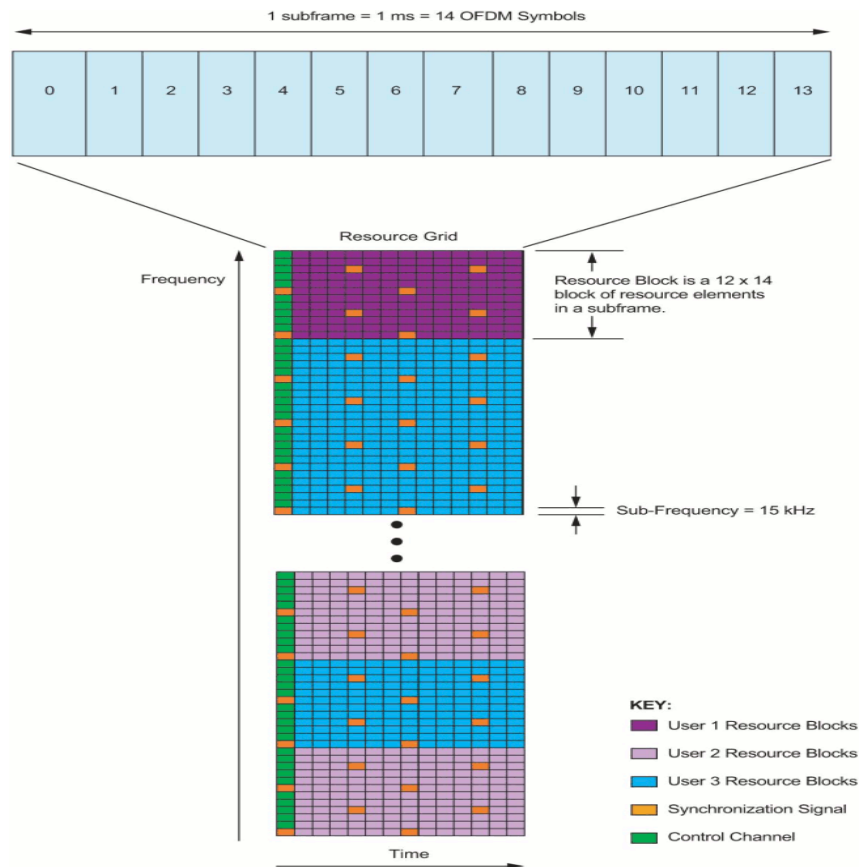 1 subframe = 1 ms = 14 OFDM Symbols
0 1 2 3 4 5 6 7 8 9 10 11 12 13
Resource Grid
Frequency
Resource Block is a 12 x 14
block of resource elements
in a subframe.
Sub-Frequency = 15 kHz
KEY:
User 1 Resource Blocks
User 2 Resource Blocks
User 3 Resource Blocks
Synchronization Signal
Control Channel
Time